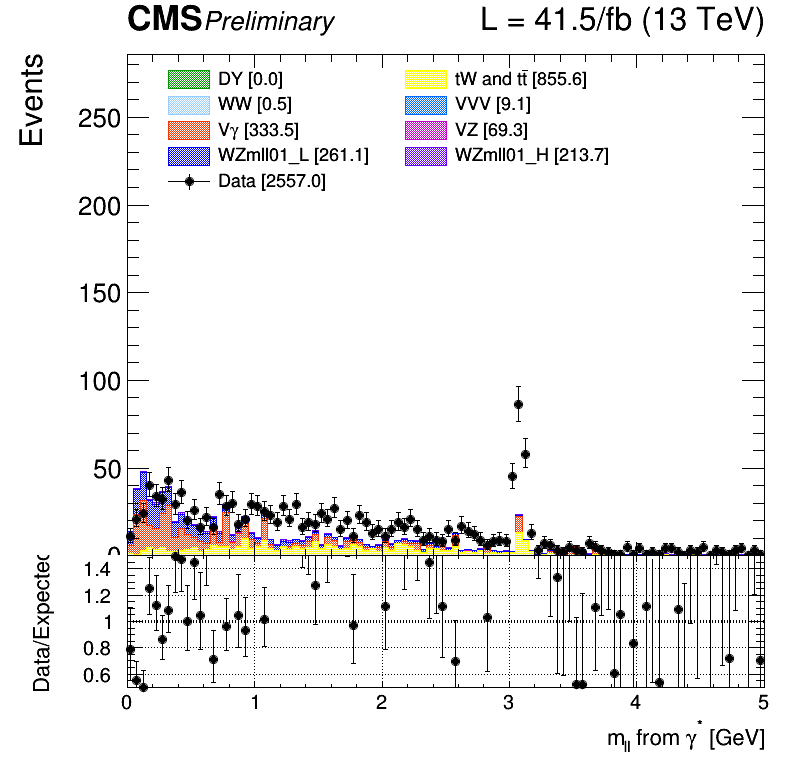 CMS Preliminary L = 41.5/fb (13 TeV)
Events
DY [0.0] tW and tt̄ [855.6]
WW [0.5] VVV [9.1]
Vγ [333.5] VZ [69.3]
WZmll01_L [261.1] WZmll01_H [213.7]
Data [2557.0]
250
200
150
100
50
0
Data/Expected
1.4
1.2
1
0.8
0.6
0 1 2 3 4 5
m_ll from γ* [GeV]